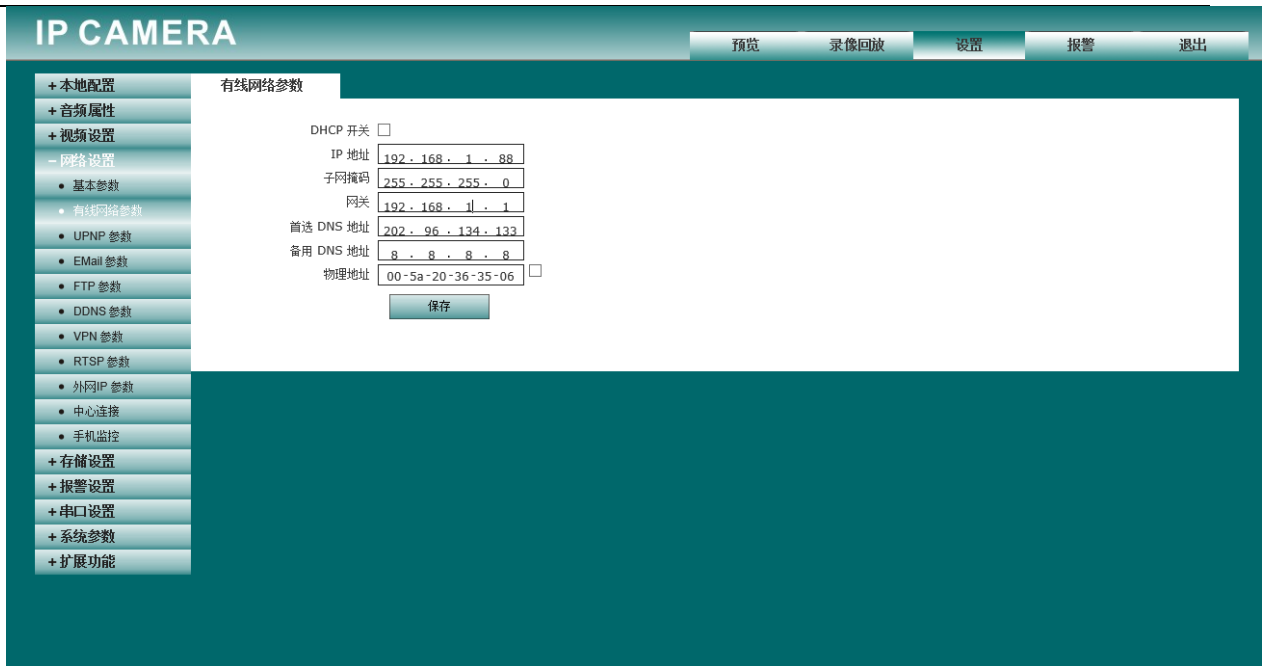 IP CAMERA
预览 录像回放 设置 报警 退出
+本地配置
+音频属性
+视频设置
-网络设置
• 基本参数
• 有线网络参数
• UPNP 参数
• EMail 参数
• FTP 参数
• DDNS 参数
• VPN 参数
• RTSP 参数
• 外网IP 参数
• 中心连接
• 手机监控
+存储设置
+报警设置
+串口设置
+系统参数
+扩展功能
有线网络参数
DHCP 开关
IP 地址 192 . 168 . 1 . 88
子网掩码 255 . 255 . 255 . 0
网关 192 . 168 . 1 . 1
首选 DNS 地址 202 . 96 . 134 . 133
备用 DNS 地址 8 . 8 . 8 . 8
物理地址 00-5a-20-36-35-06
保存